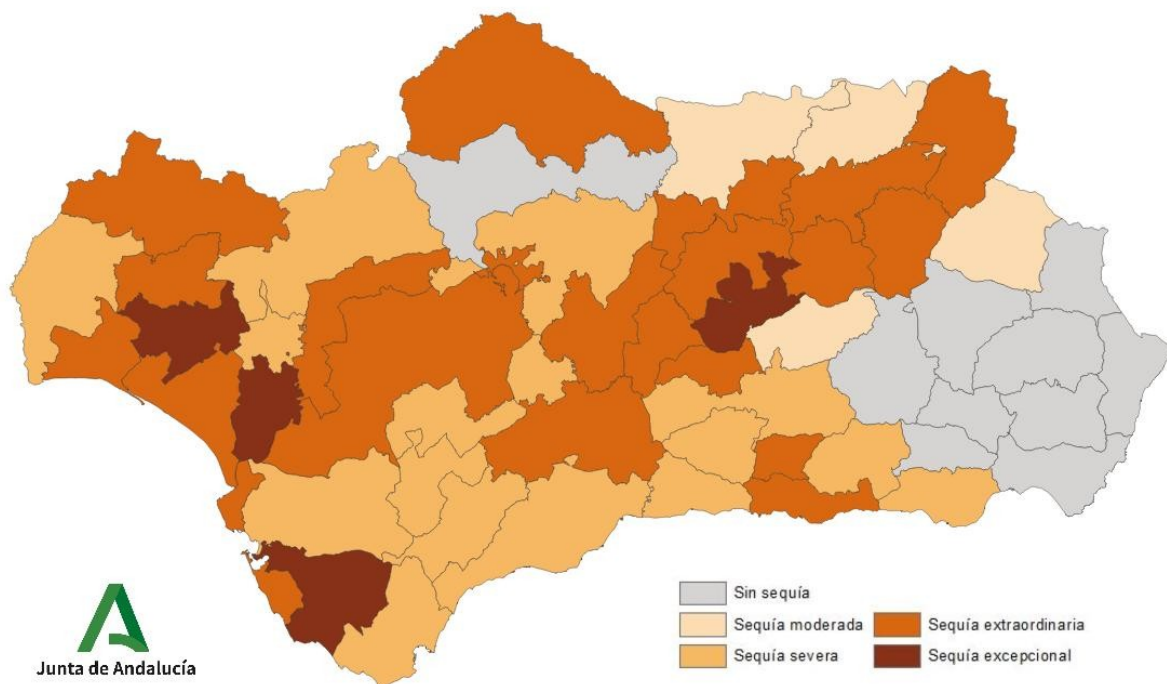 Sin sequía
Sequía moderada
Sequía extraordinaria
Sequía severa
Sequía excepcional
Junta de Andalucía